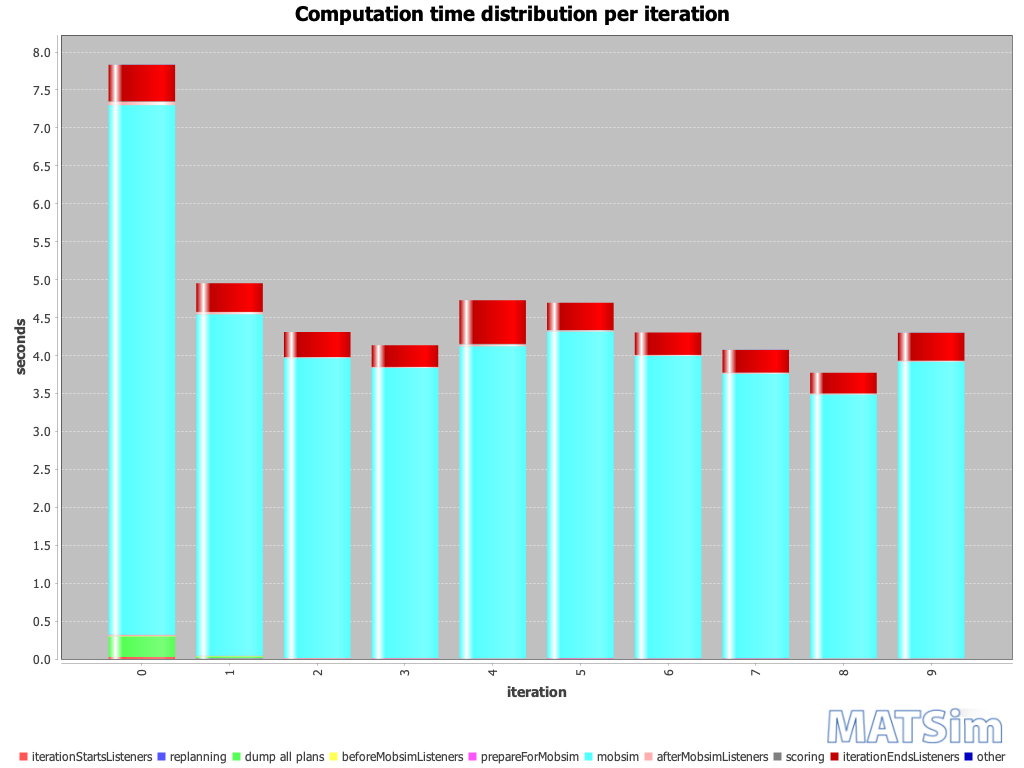 Computation time distribution per iteration
8.0
7.5
7.0
6.5
6.0
5.5
5.0
4.5
4.0
3.5
3.0
2.5
2.0
1.5
1.0
0.5
0.0
seconds
0 1 2 3 4 5 6 7 8 9
iteration
MATSim
iterationStartsListeners replanning dump all plans beforeMobsimListeners prepareForMobsim mobsim afterMobsimListeners scoring iterationEndsListeners other